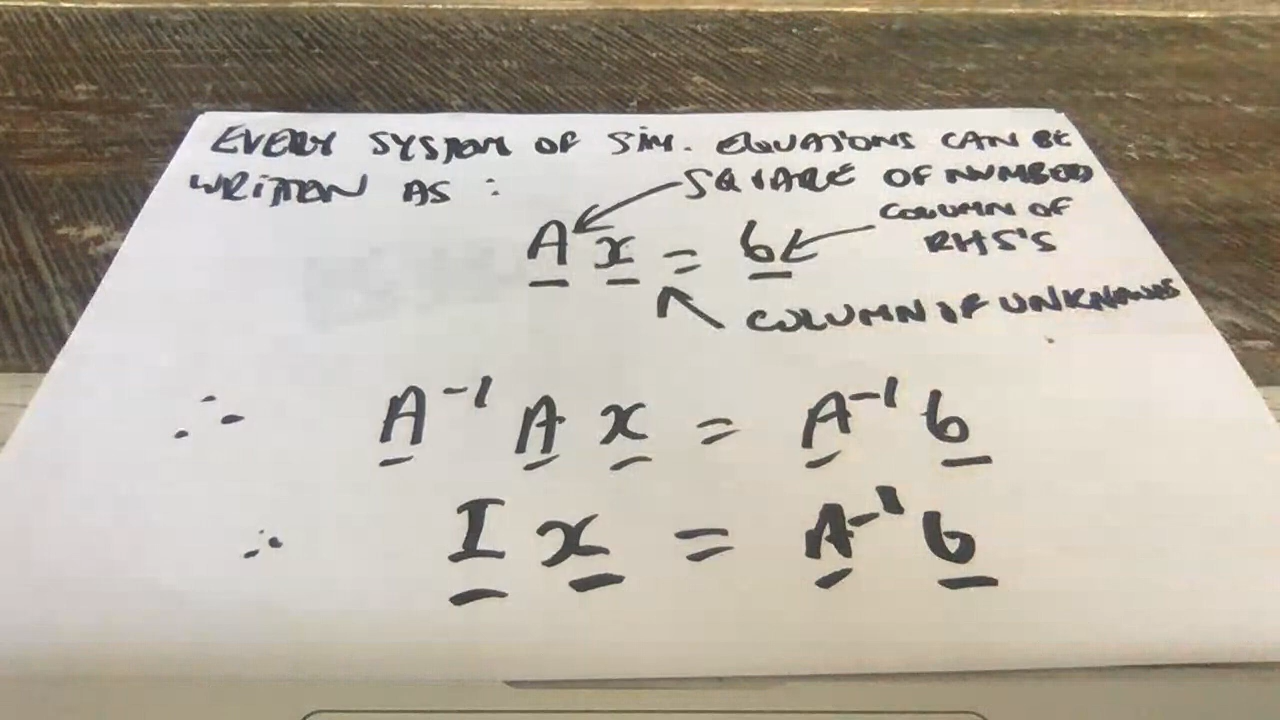 EVERY SYSTEM OF SIM. EQUATIONS CAN BE
WRITTEN AS :
SQUARE OF NUMBERS
A x = b
COLUMN OF
RHS'S
COLUMN OF UNKNOWNS
∴ A⁻¹ A x = A⁻¹ b
∴ I x = A⁻¹ b